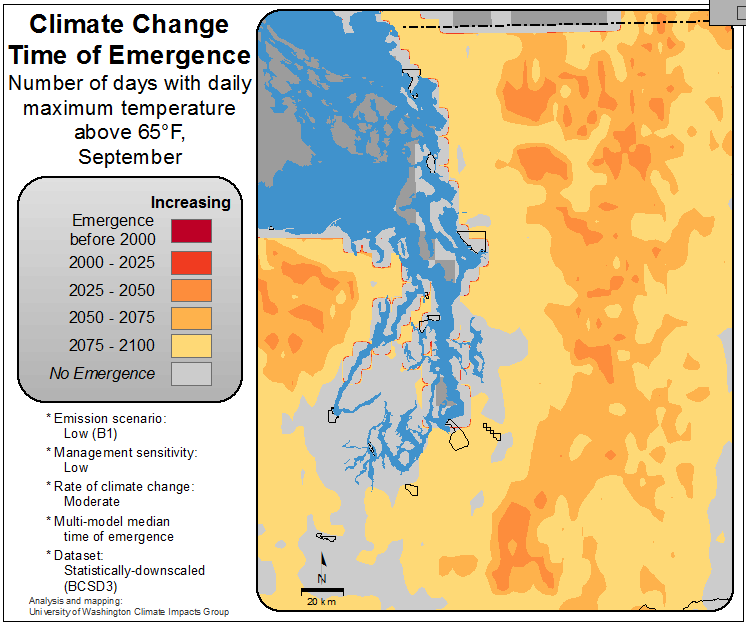 Climate Change
Time of Emergence
Number of days with daily
maximum temperature
above 65°F,
September
Increasing
Emergence
before 2000
2000 - 2025
2025 - 2050
2050 - 2075
2075 - 2100
No Emergence
* Emission scenario:
Low (B1)
* Management sensitivity:
Low
* Rate of climate change:
Moderate
* Multi-model median
time of emergence
* Dataset:
Statistically-downscaled
(BCSD3)
Analysis and mapping:
University of Washington Climate Impacts Group
N
20 km